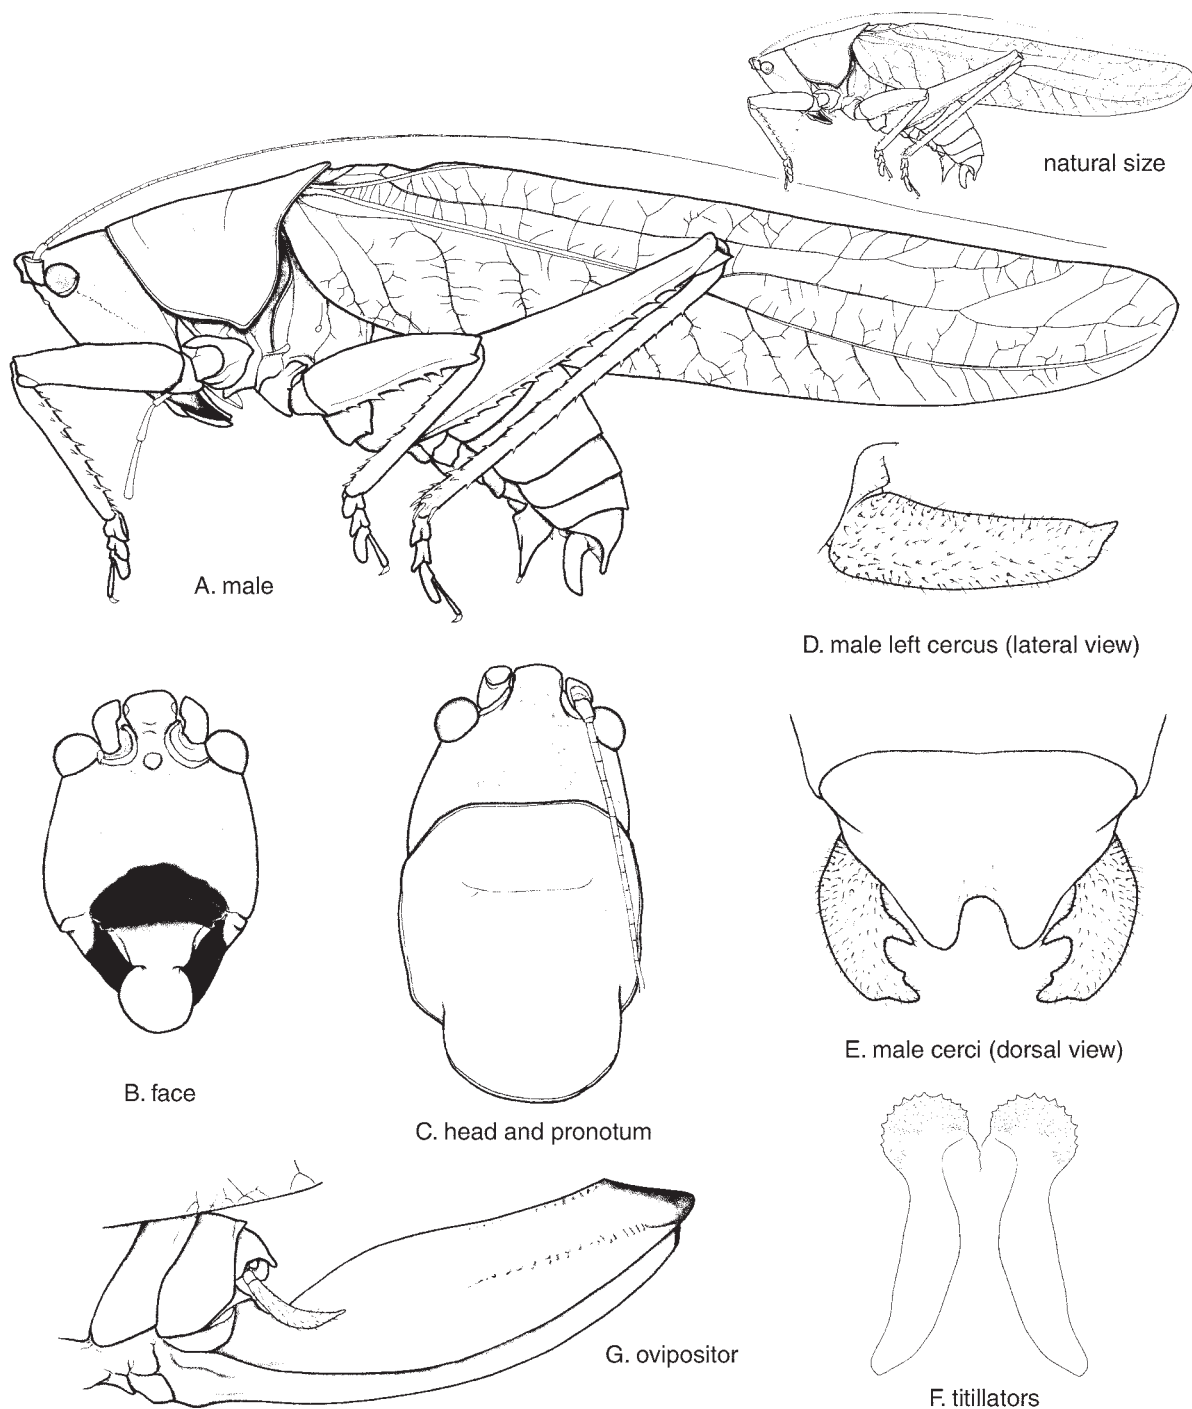 natural size
A. male
D. male left cercus (lateral view)
B. face
C. head and pronotum
E. male cerci (dorsal view)
G. ovipositor
F. titillators